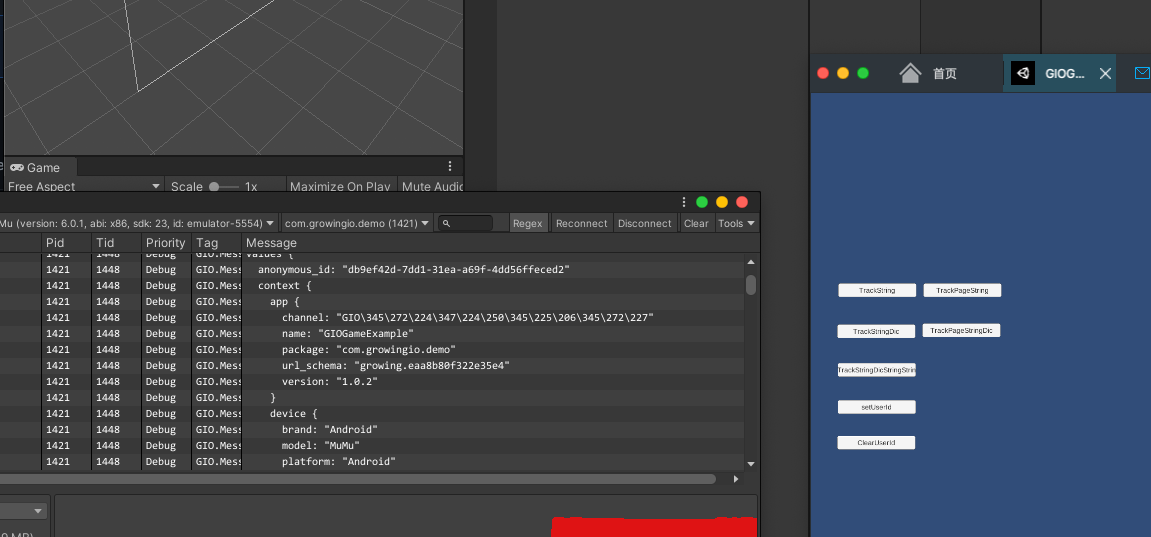 首页
GIOG...
Game
Free Aspect
Scale
1x
Maximize On Play
Mute Audio
Mu (version: 6.0.1, abi: x86, sdk: 23, id: emulator-5554)
com.growingio.demo (1421)
Regex
Reconnect
Disconnect
Clear
Tools
Pid Tid Priority Tag Message
1421 1448 Debug GIO.Mess values {
1421 1448 Debug GIO.Mess anonymous_id: "db9ef42d-7dd1-31ea-a69f-4dd56ffeced2"
1421 1448 Debug GIO.Mess context {
1421 1448 Debug GIO.Mess app {
1421 1448 Debug GIO.Mess channel: "GIO\345\272\224\347\224\250\345\225\206\345\272\227"
1421 1448 Debug GIO.Mess name: "GIOGameExample"
1421 1448 Debug GIO.Mess package: "com.growingio.demo"
1421 1448 Debug GIO.Mess url_schema: "growing.eaa8b80f322e35e4"
1421 1448 Debug GIO.Mess version: "1.0.2"
1421 1448 Debug GIO.Mess }
1421 1448 Debug GIO.Mess device {
1421 1448 Debug GIO.Mess brand: "Android"
1421 1448 Debug GIO.Mess model: "MuMu"
1421 1448 Debug GIO.Mess platform: "Android"
TrackString
TrackPageString
TrackStringDic
TrackPageStringDic
TrackStringDicStringStrin
setUserId
ClearUserId